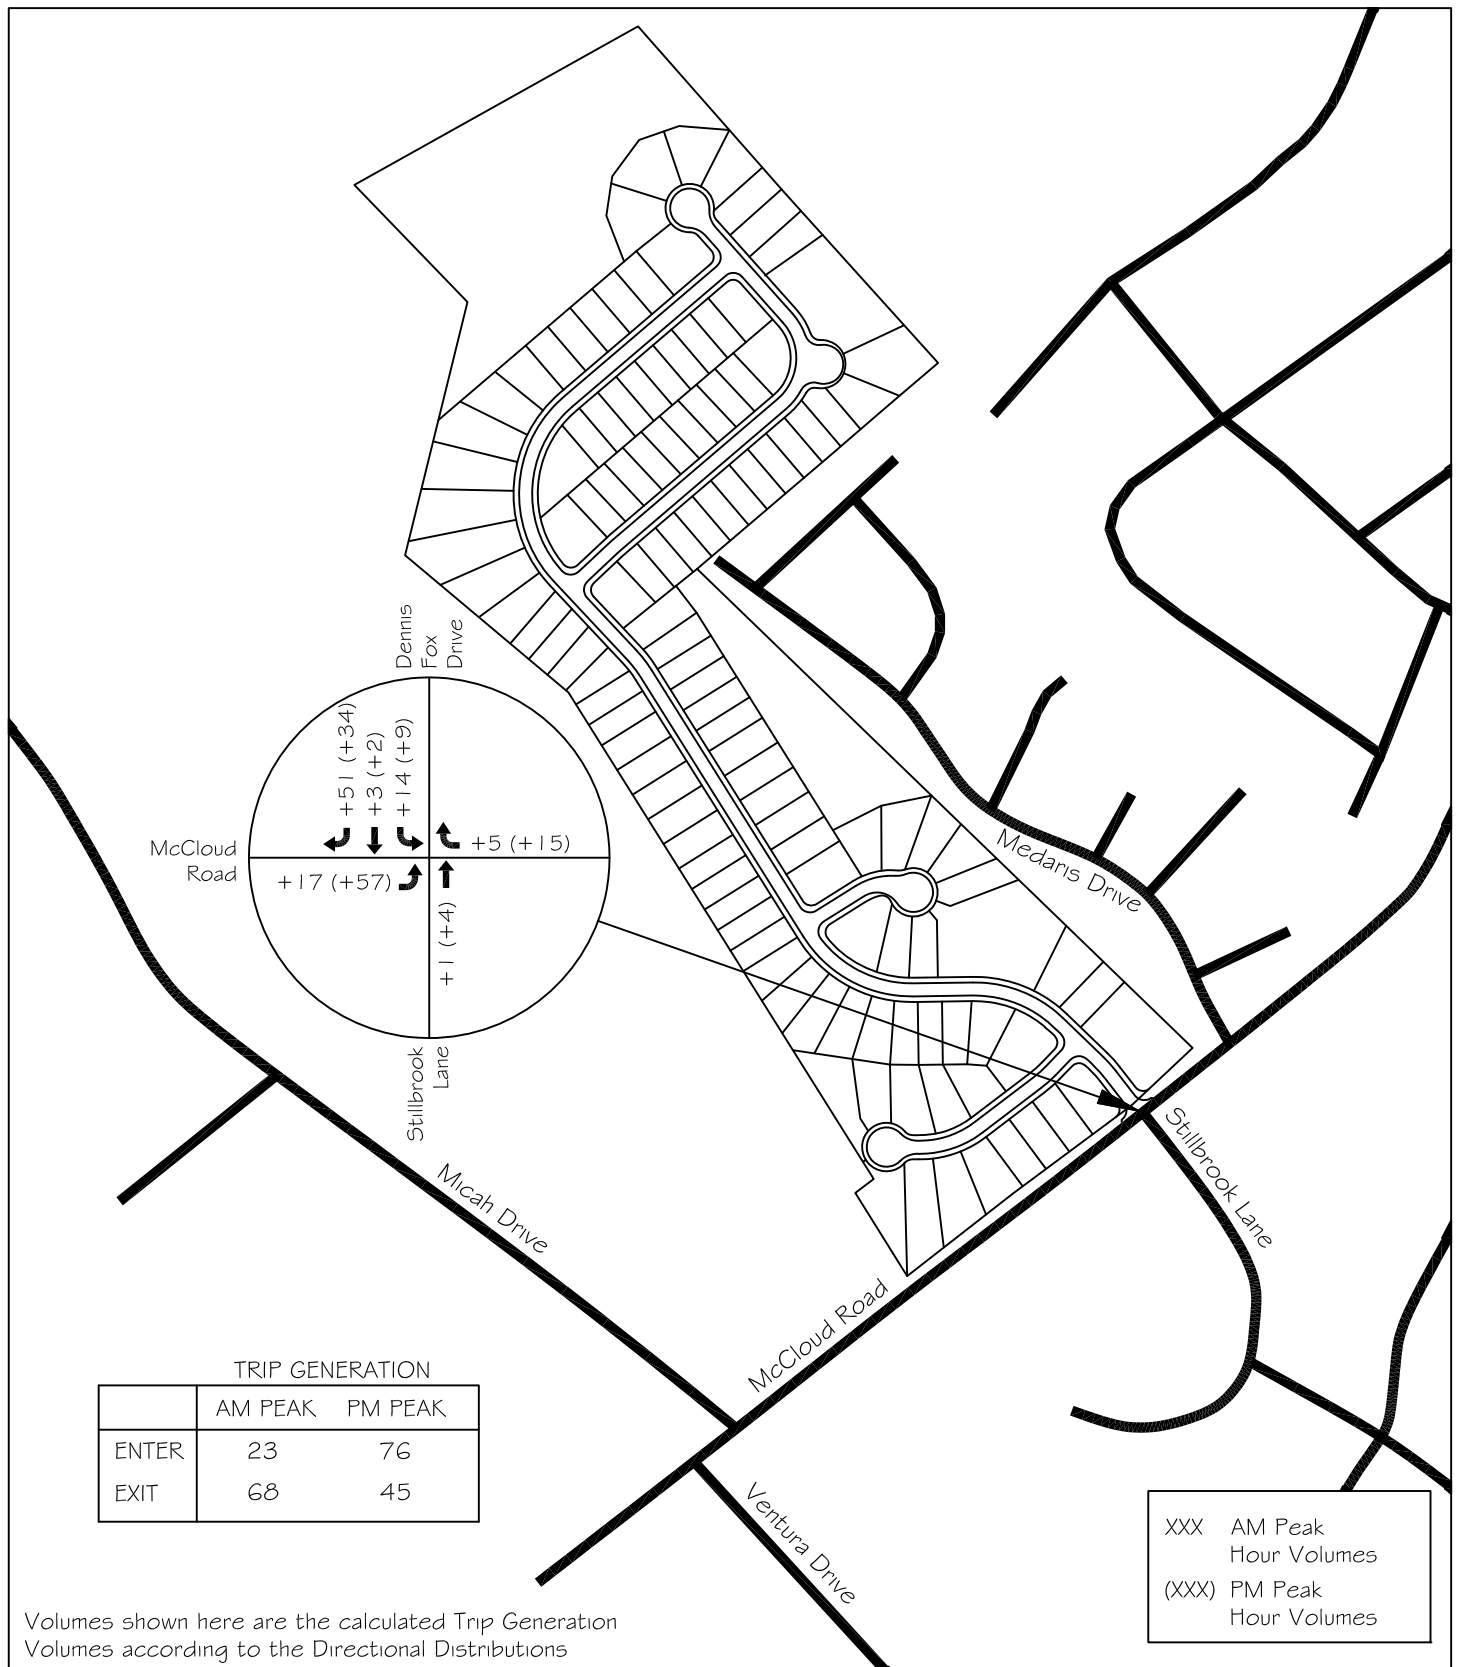 Dennis
Fox
Drive
+51 (+34)
+3 (+2)
+14 (+9)
McCloud
Road
+5 (+15)
+17 (+57)
+1 (+4)
Stillbrook
Lane
Medaris Drive
Stillbrook Lane
Micah Drive
McCloud Road
Ventura Drive
TRIP GENERATION
AM PEAK PM PEAK
ENTER 23 76
EXIT 68 45
XXX AM Peak
Hour Volumes
(XXX) PM Peak
Hour Volumes
Volumes shown here are the calculated Trip Generation
Volumes according to the Directional Distributions